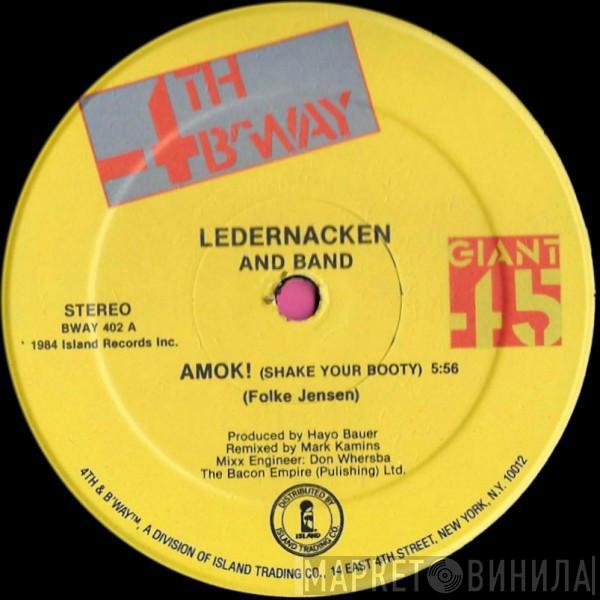 4TH
B'WAY
LEDERNACKEN
AND BAND
GIANT
45
STEREO
BWAY 402 A
1984 Island Records Inc.
AMOK! (SHAKE YOUR BOOTY) 5:56
(Folke Jensen)
Produced by Hayo Bauer
Remixed by Mark Kamins
Mixx Engineer: Don Whersba
The Bacon Empire (Pulishing) Ltd.
DISTRIBUTED BY
ISLAND
ISLAND TRADING CO.
4TH & B'WAY™, A DIVISION OF ISLAND TRADING CO., 14 EAST 4TH STREET, NEW YORK, N.Y. 10012
МАРКЕТ ВИНИЛА